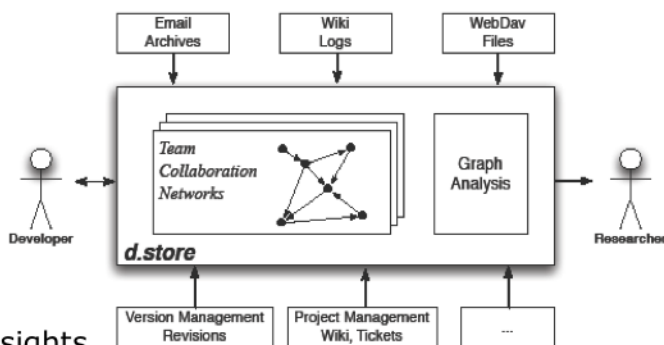 Email
Archives
Wiki
Logs
WebDav
Files
Team
Collaboration
Networks
Graph
Analysis
Developer
Researcher
d.store
sights
Version Management
Revisions
Project Management
Wiki, Tickets
...